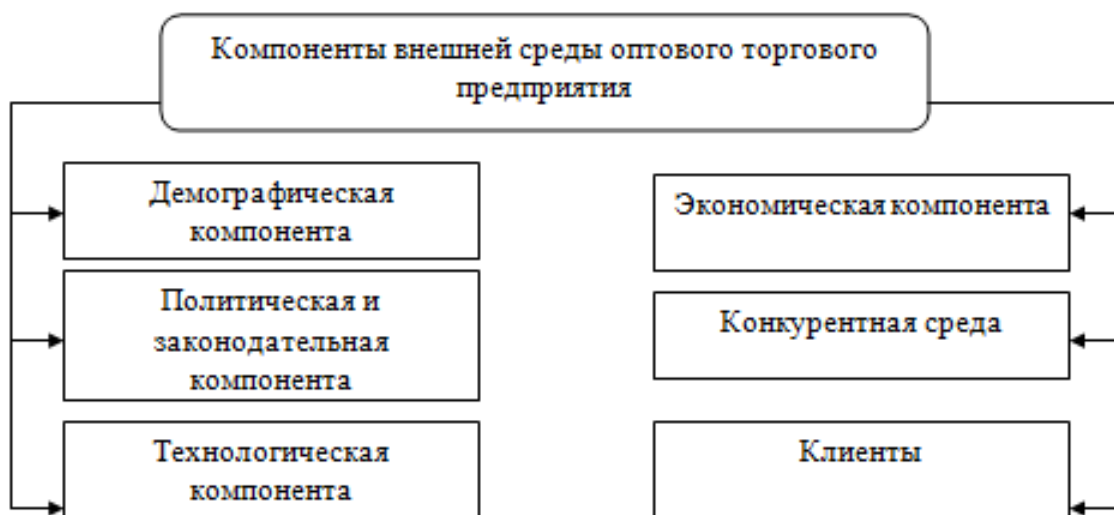 Компоненты внешней среды оптового торгового
предприятия
Демографическая
компонента
Экономическая компонента
Политическая и
законодательная
компонента
Конкурентная среда
Технологическая
компонента
Клиенты